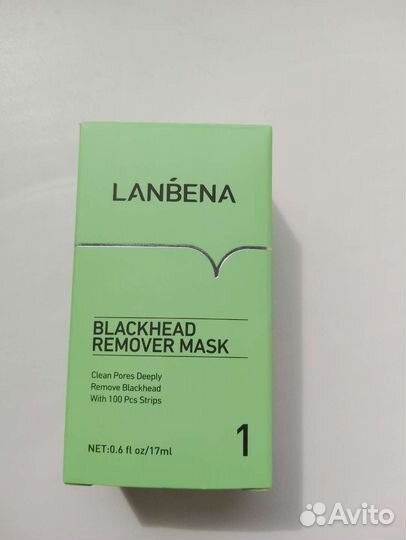 LANBENA
BLACKHEAD
REMOVER MASK
Clean Pores Deeply
Remove Blackhead
With 100 Pcs Strips
NET:0.6 fl oz/17ml
1
Avito